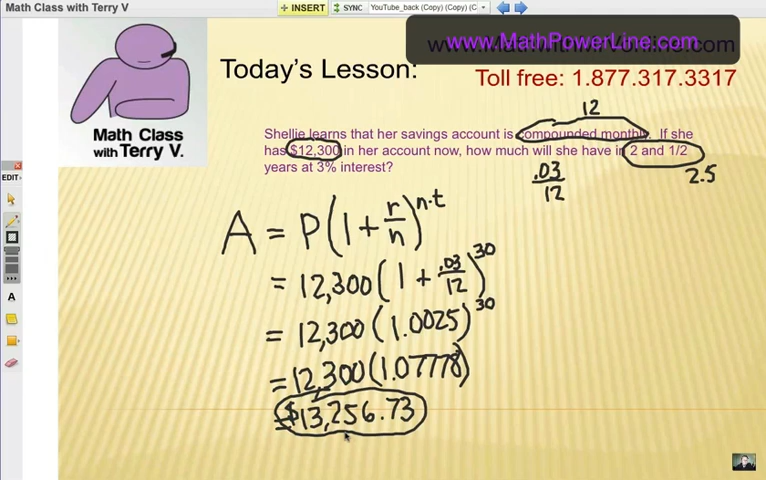 Math Class with Terry V
INSERT
SYNC
YouTube_back (Copy) (Copy) (C
www.MathPowerLine.com
Today's Lesson:
Toll free: 1.877.317.3317
Math Class
with Terry V.
12
Shellie learns that her savings account is compounded monthly. If she
has $12,300 in her account now, how much will she have in 2 and 1/2
years at 3% interest?
.03/12
2.5
EDIT
A
A = P(1 + r/n)^n·t
= 12,300(1 + .03/12)^30
= 12,300(1.0025)^30
= 12,300(1.07778)
= $13,256.73